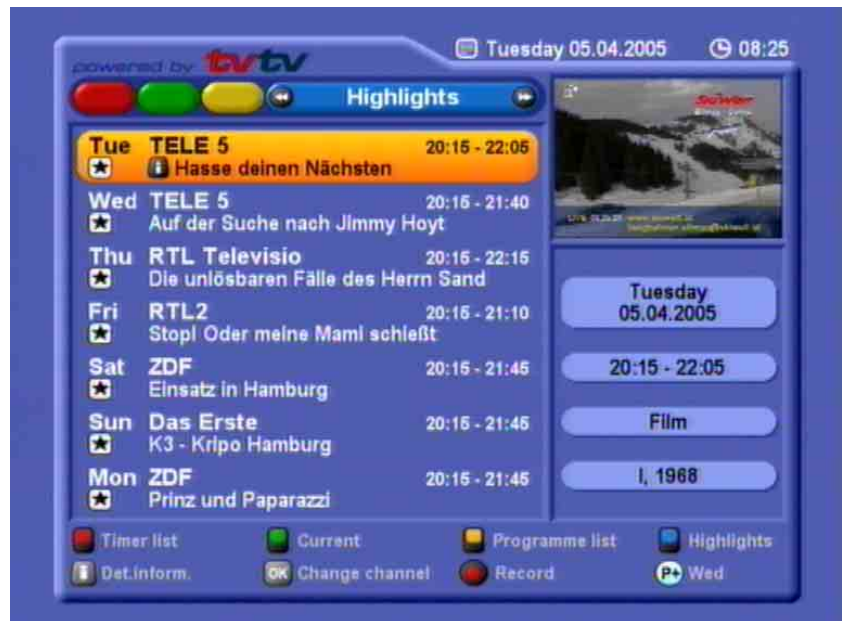 powered by tvtv
Tuesday 05.04.2005 08:25
Highlights
Tue TELE 5 20:15 - 22:05
i Hasse deinen Nächsten
Wed TELE 5 20:15 - 21:40
Auf der Suche nach Jimmy Hoyt
Thu RTL Televisio 20:15 - 22:15
Die unlösbaren Fälle des Herrn Sand
Fri RTL2 20:15 - 21:10
Stop! Oder meine Mami schießt
Sat ZDF 20:15 - 21:45
Einsatz in Hamburg
Sun Das Erste 20:15 - 21:45
K3 - Kripo Hamburg
Mon ZDF 20:15 - 21:45
Prinz und Paparazzi
Tuesday
05.04.2005
20:15 - 22:05
Film
I, 1968
Timer list Current Programme list Highlights
i Det.inform. OK Change channel Record P+ Wed